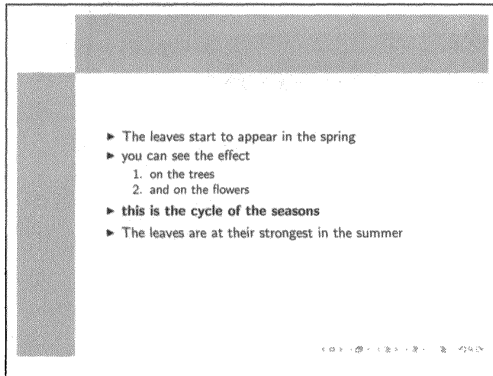 ▶ The leaves start to appear in the spring
▶ you can see the effect
1. on the trees
2. and on the flowers
▶ this is the cycle of the seasons
▶ The leaves are at their strongest in the summer